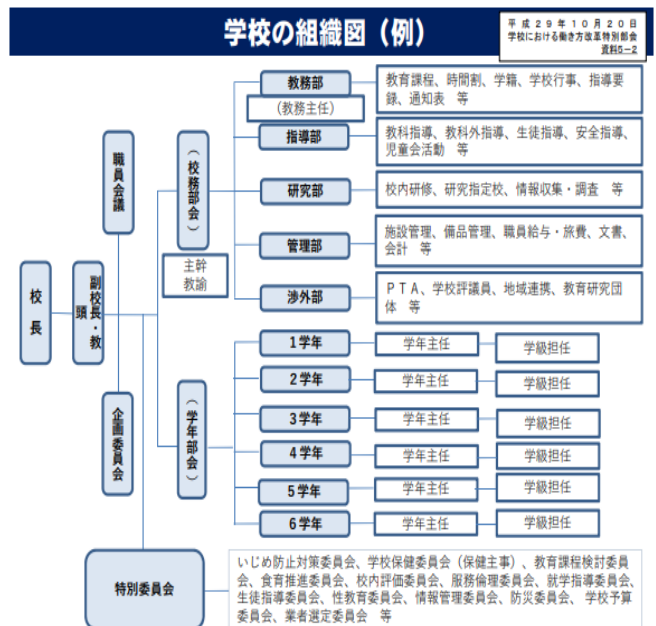 学校の組織図（例）
平成29年10月20日
学校における働き方改革特別部会
資料5－2
教務部
（教務主任）
教育課程、時間割、学籍、学校行事、指導要
録、通知表　等
指導部
教科指導、教科外指導、生徒指導、安全指導、
児童会活動　等
職員会議
（校務部会）
研究部
校内研修、研究指定校、情報収集・調査　等
主幹
教諭
管理部
施設管理、備品管理、職員給与・旅費、文書、
会計　等
渉外部
ＰＴＡ、学校評議員、地域連携、教育研究団
体　等
校長
副校長・教
頭
企画委員会
（学年部会）
1学年
学年主任
学級担任
2学年
学年主任
学級担任
3学年
学年主任
学級担任
4学年
学年主任
学級担任
5学年
学年主任
学級担任
6学年
学年主任
学級担任
特別委員会
いじめ防止対策委員会、学校保健委員会（保健主事）、教育課程検討委員
会、食育推進委員会、校内評価委員会、服務倫理委員会、就学指導委員会、
生徒指導委員会、性教育委員会、情報管理委員会、防災委員会、 学校予算
委員会、業者選定委員会　等